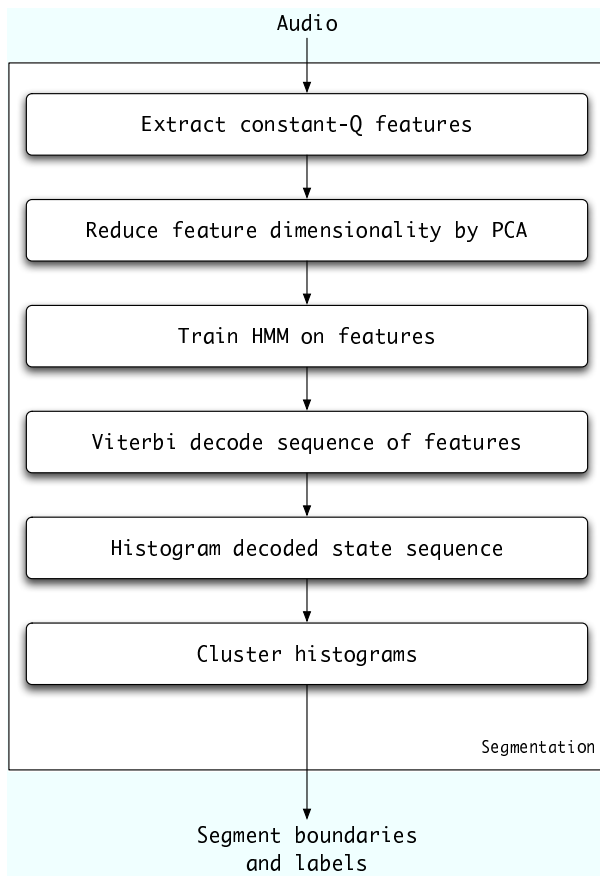 Audio
Extract constant-Q features
Reduce feature dimensionality by PCA
Train HMM on features
Viterbi decode sequence of features
Histogram decoded state sequence
Cluster histograms
Segmentation
Segment boundaries
and labels